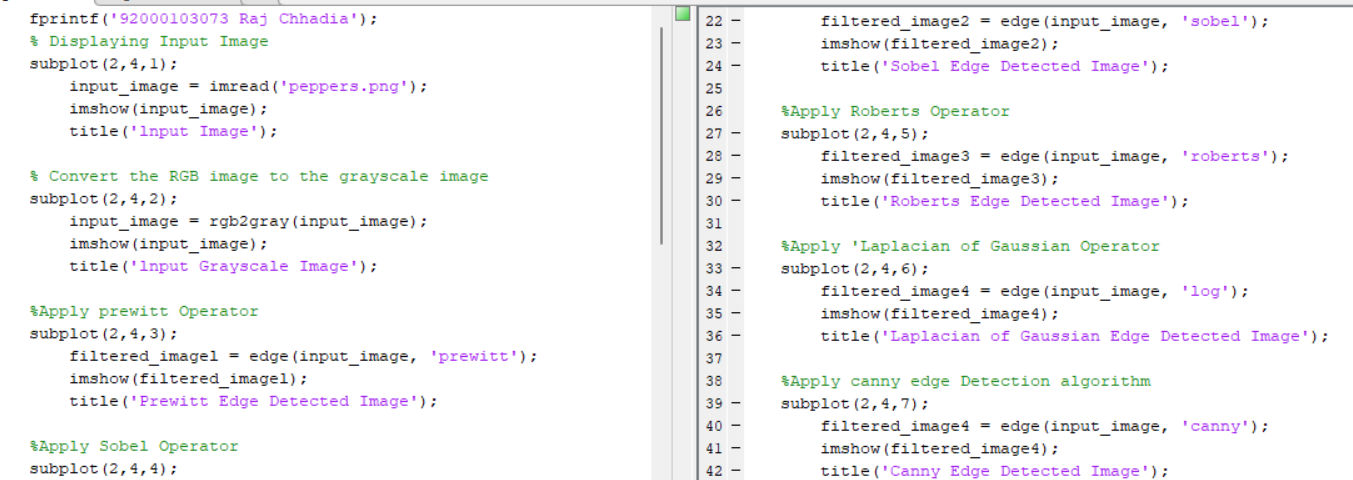 fprintf('92000103073 Raj Chhadia');
% Displaying Input Image
subplot(2,4,1);
input_image = imread('peppers.png');
imshow(input_image);
title('lnput Image');
% Convert the RGB image to the grayscale image
subplot(2,4,2);
input_image = rgb2gray(input_image);
imshow(input_image);
title('lnput Grayscale Image');
%Apply prewitt Operator
subplot(2,4,3);
filtered_image1 = edge(input_image, 'prewitt');
imshow(filtered_image1);
title('Prewitt Edge Detected Image');
%Apply Sobel Operator
subplot(2,4,4);
22 − filtered_image2 = edge(input_image, 'sobel');
23 − imshow(filtered_image2);
24 − title('Sobel Edge Detected Image');
25
26 %Apply Roberts Operator
27 − subplot(2,4,5);
28 − filtered_image3 = edge(input_image, 'roberts');
29 − imshow(filtered_image3);
30 − title('Roberts Edge Detected Image');
31
32 %Apply 'Laplacian of Gaussian Operator
33 − subplot(2,4,6);
34 − filtered_image4 = edge(input_image, 'log');
35 − imshow(filtered_image4);
36 − title('Laplacian of Gaussian Edge Detected Image');
37
38 %Apply canny edge Detection algorithm
39 − subplot(2,4,7);
40 − filtered_image4 = edge(input_image, 'canny');
41 − imshow(filtered_image4);
42 − title('Canny Edge Detected Image');